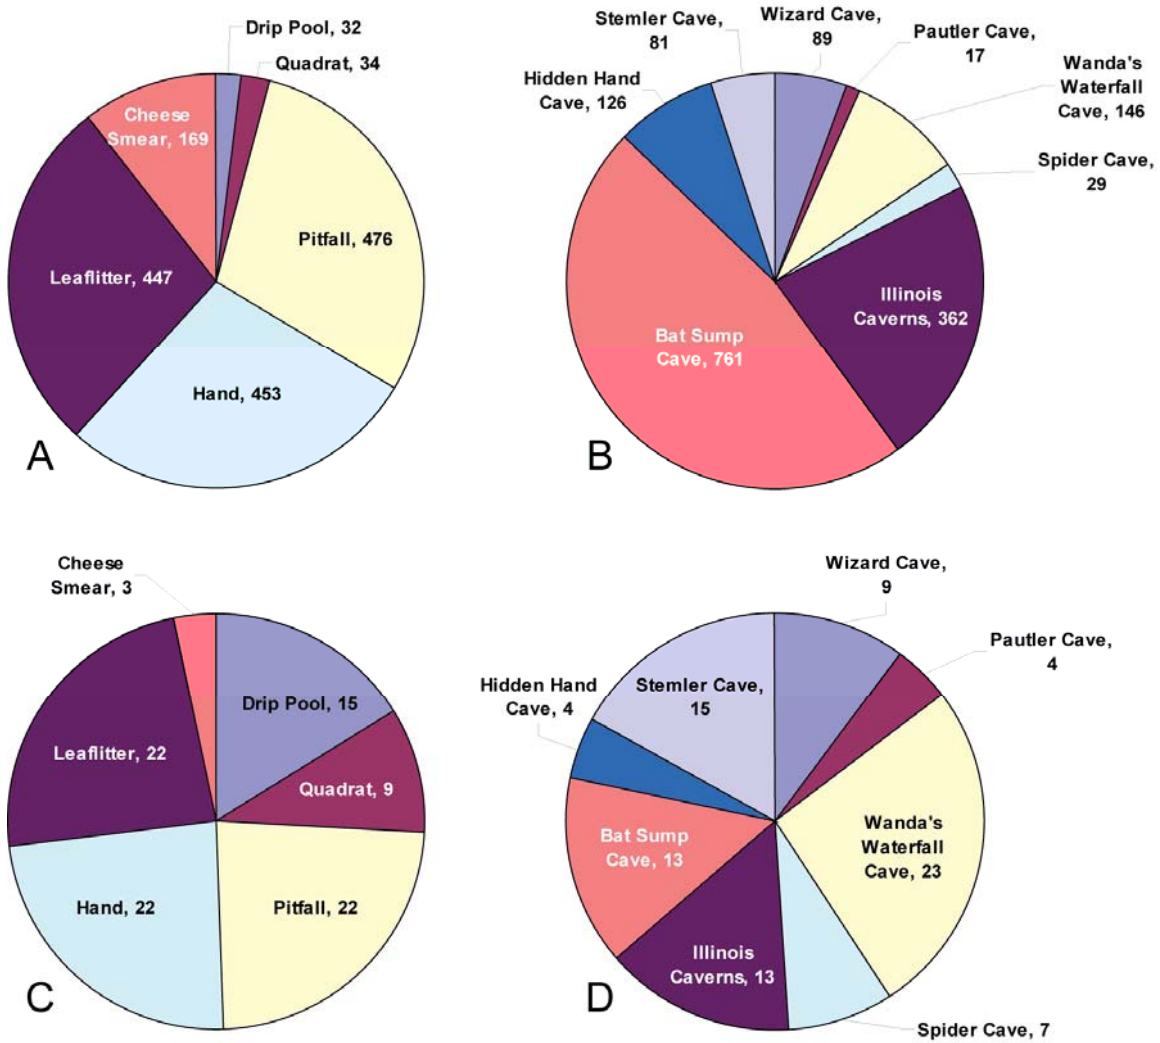 Drip Pool, 32
Quadrat, 34
Cheese
Smear, 169
Pitfall, 476
Leaflitter, 447
Hand, 453
A
Stemler Cave,
81
Wizard Cave,
89
Pautler Cave,
17
Hidden Hand
Cave, 126
Wanda's
Waterfall
Cave, 146
Spider Cave,
29
Illinois
Caverns, 362
Bat Sump
Cave, 761
B
Cheese
Smear, 3
Drip Pool, 15
Leaflitter, 22
Quadrat, 9
Hand, 22
Pitfall, 22
C
Wizard Cave,
9
Pautler Cave,
4
Hidden Hand
Cave, 4
Stemler Cave,
15
Wanda's
Waterfall
Cave, 23
Bat Sump
Cave, 13
Illinois
Caverns, 13
D
Spider Cave, 7